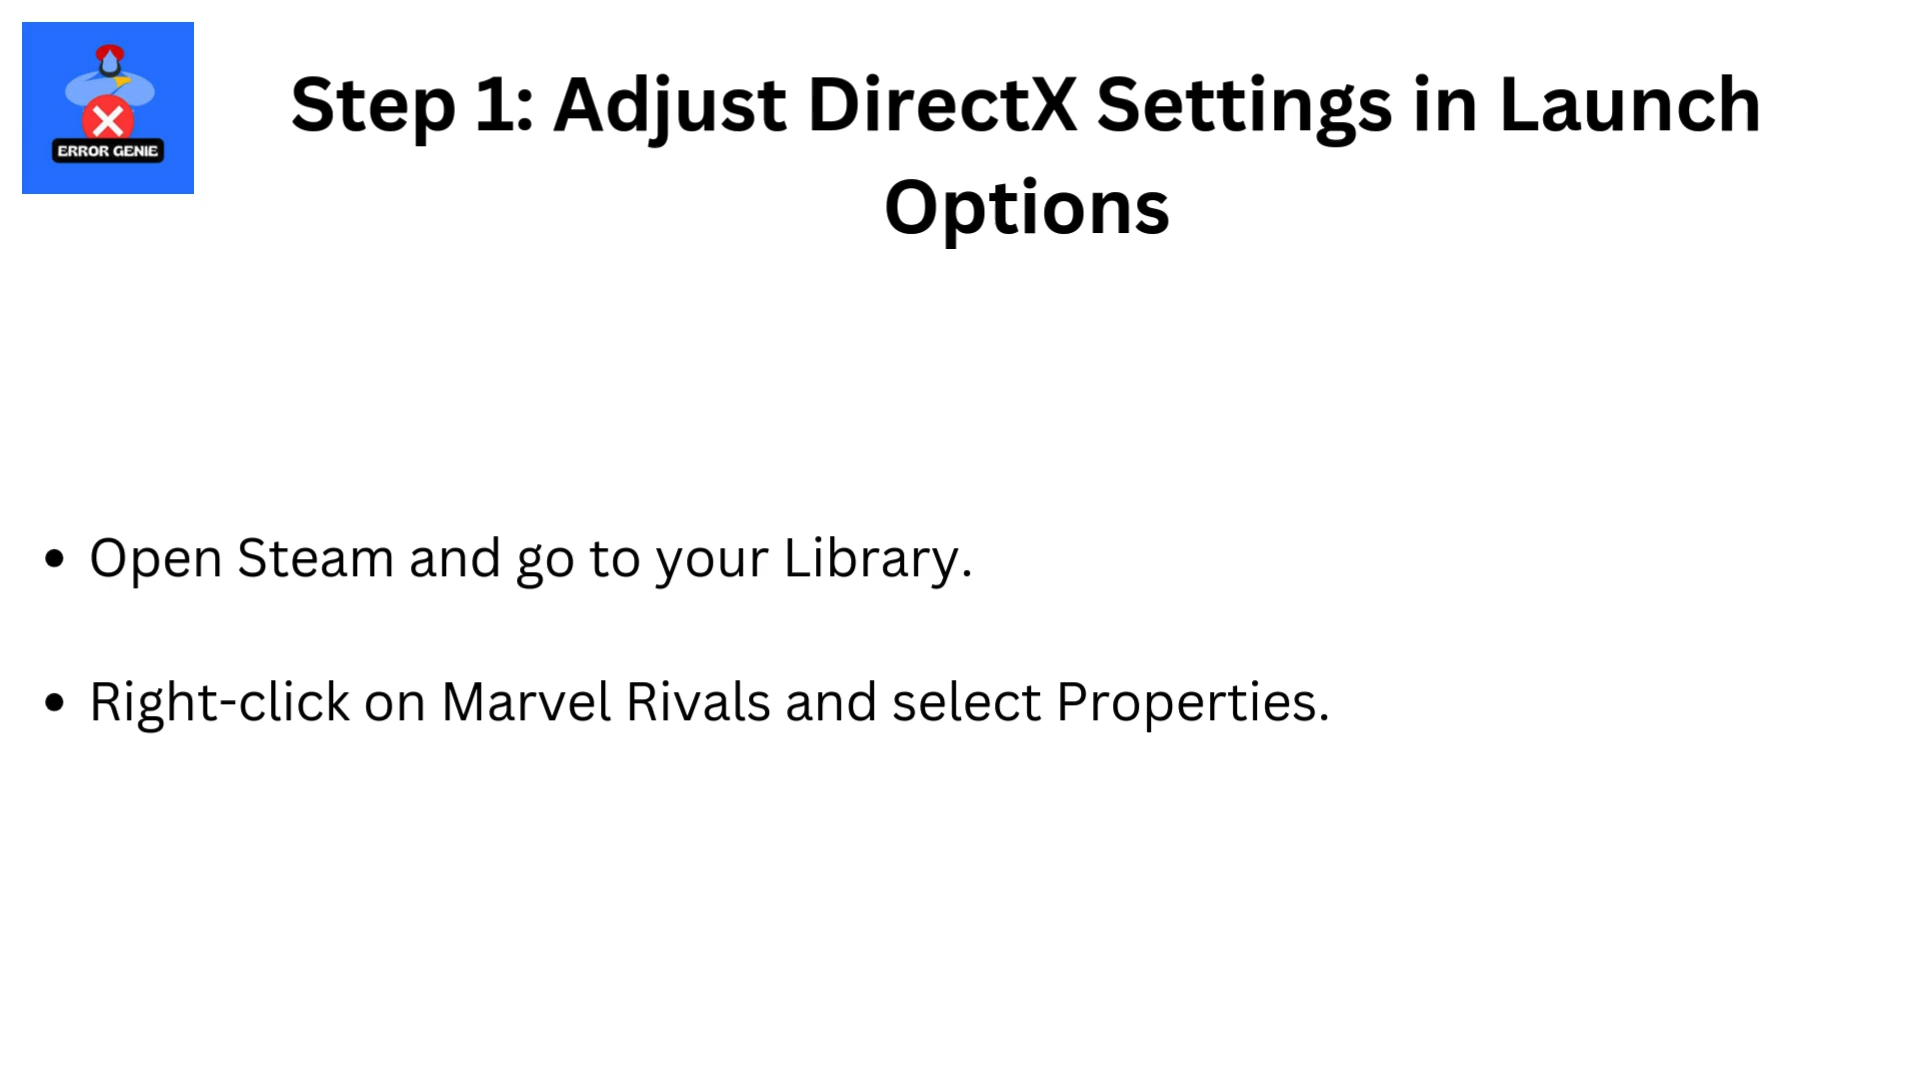 ERROR GENIE
Step 1: Adjust DirectX Settings in Launch
Options
• Open Steam and go to your Library.
• Right-click on Marvel Rivals and select Properties.